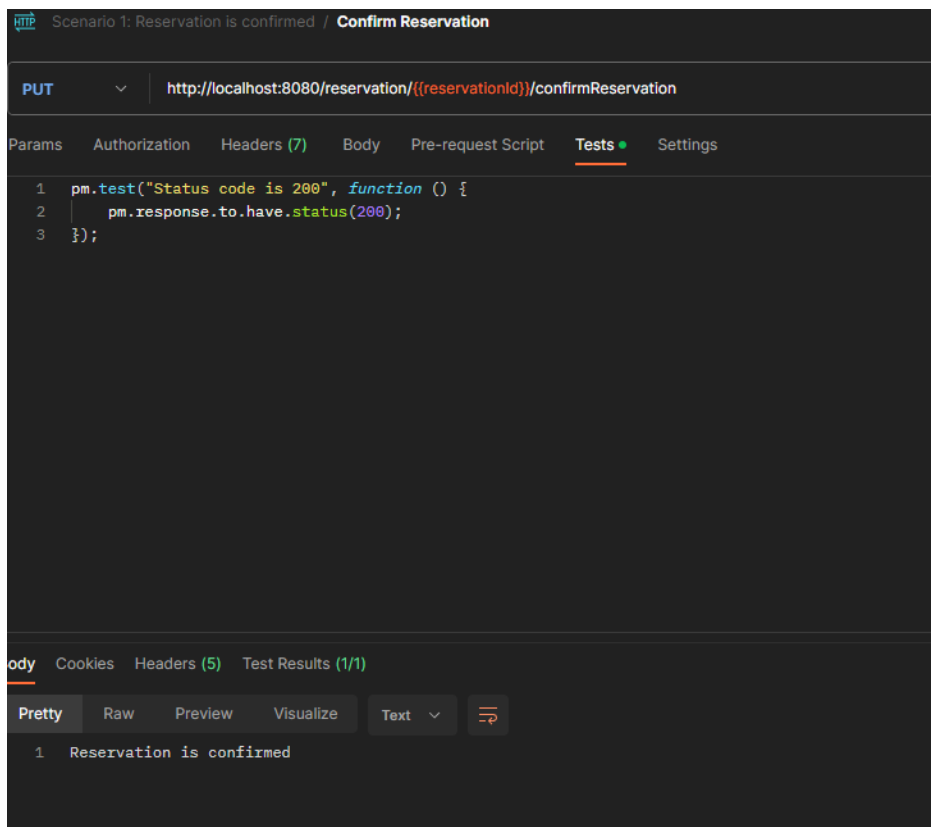 HTTP Scenario 1: Reservation is confirmed / Confirm Reservation
PUT http://localhost:8080/reservation/{{reservationId}}/confirmReservation
Params Authorization Headers (7) Body Pre-request Script Tests Settings
1 pm.test("Status code is 200", function () {
2 pm.response.to.have.status(200);
3 });
ody Cookies Headers (5) Test Results (1/1)
Pretty Raw Preview Visualize Text
1 Reservation is confirmed